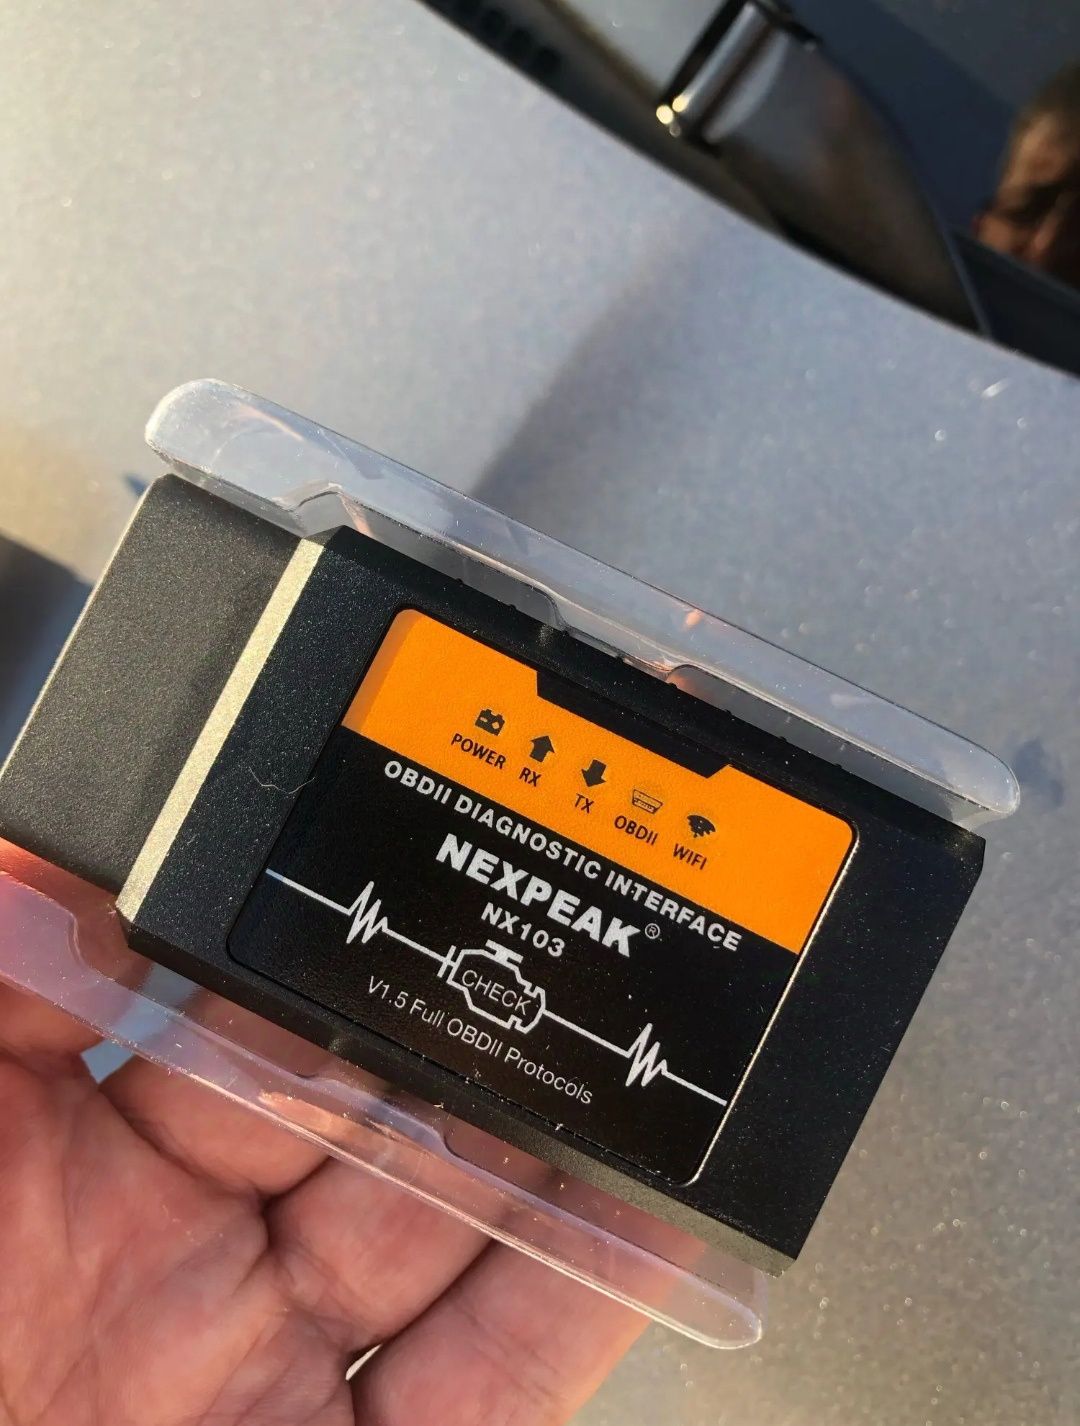 POWER RX TX OBDII WIFI
OBDII DIAGNOSTIC INTERFACE
NEXPEAK®
NX103
CHECK
V1.5 Full OBDII Protocols